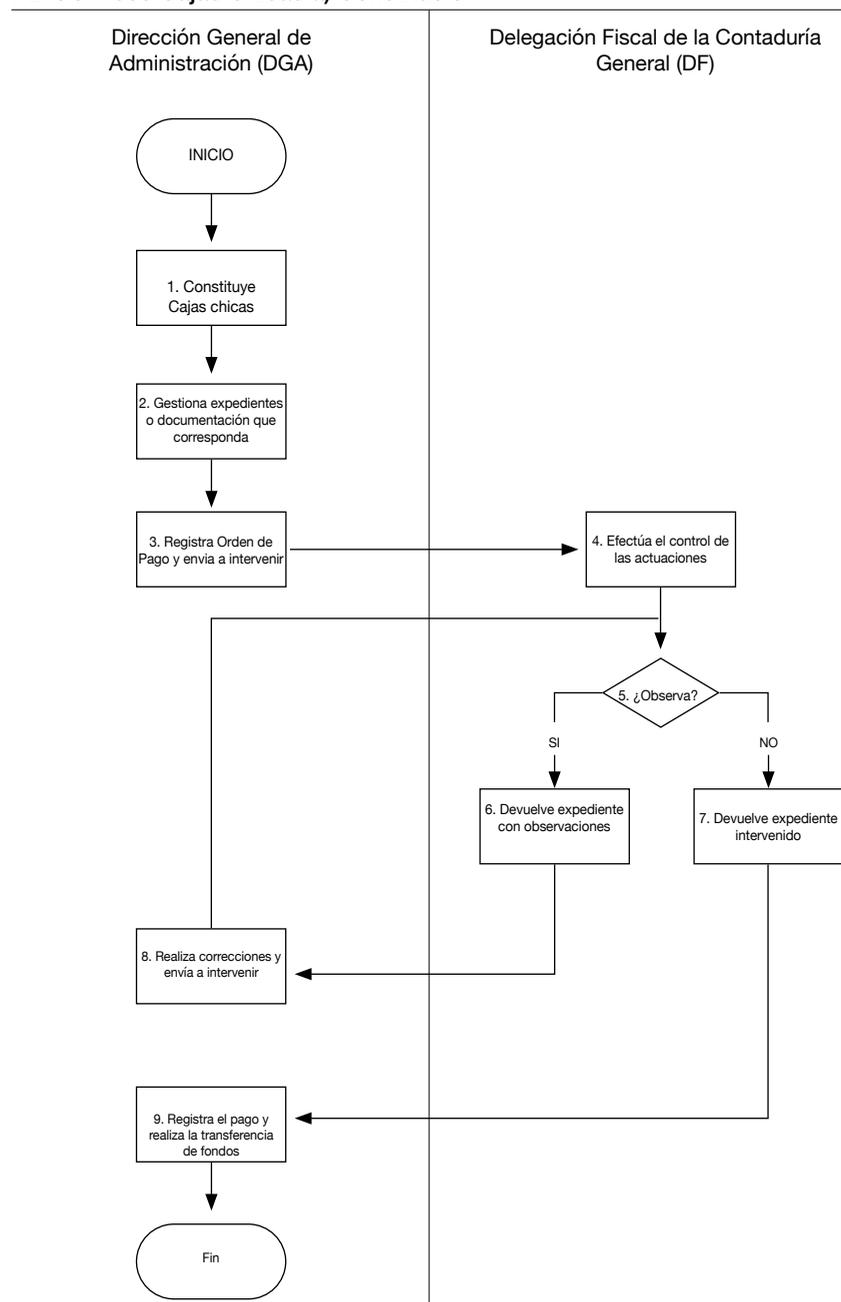 Dirección General de
Administración (DGA)
Delegación Fiscal de la Contaduría
General (DF)
INICIO
1. Constituye
Cajas chicas
2. Gestiona expedientes
o documentación que
corresponda
3. Registra Orden de
Pago y envia a intervenir
4. Efectúa el control de
las actuaciones
5. ¿Observa?
SI
NO
6. Devuelve expediente
con observaciones
7. Devuelve expediente
intervenido
8. Realiza correcciones y
envía a intervenir
9. Registra el pago y
realiza la transferencia
de fondos
Fin